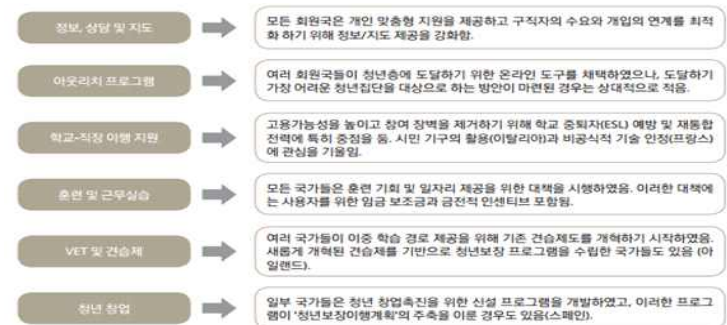 정보, 상담 및 지도
모든 회원국은 개인 맞춤형 지원을 제공하고 구직자의 수요와 개입의 연계를 최적
화 하기 위해 정보/지도 제공을 강화함.
아웃리치 프로그램
여러 회원국들이 청년층에 도달하기 위한 온라인 도구를 채택하였으나, 도달하기
가장 어려운 청년집단을 대상으로 하는 방안이 마련된 경우는 상대적으로 적음.
학교-직장 이행 지원
고용가능성을 높이고 참여 장벽을 제거하기 위해 학교 중퇴자(ESL) 예방 및 재통합
전략에 특히 중점을 둠. 시민 기구의 활용(이탈리아)과 비공식적 기술 인정(프랑스)
에 관심을 기울임.
훈련 및 근무실습
모든 국가들은 훈련 기회 및 일자리 제공을 위한 대책을 시행하였음. 이러한 대책에
는 사용자를 위한 임금 보조금과 금전적 인센티브 포함됨.
VET 및 견습제
여러 국가들이 이중 학습 경로 제공을 위해 기존 견습제도를 개혁하기 시작하였음.
새롭게 개혁된 견습제를 기반으로 청년보장 프로그램을 수립한 국가들도 있음 (아
일랜드).
청년 창업
일부 국가들은 청년 창업촉진을 위한 신설 프로그램을 개발하였고, 이러한 프로그
램이 '청년보장이행계획'의 주축을 이룬 경우도 있음(스페인).